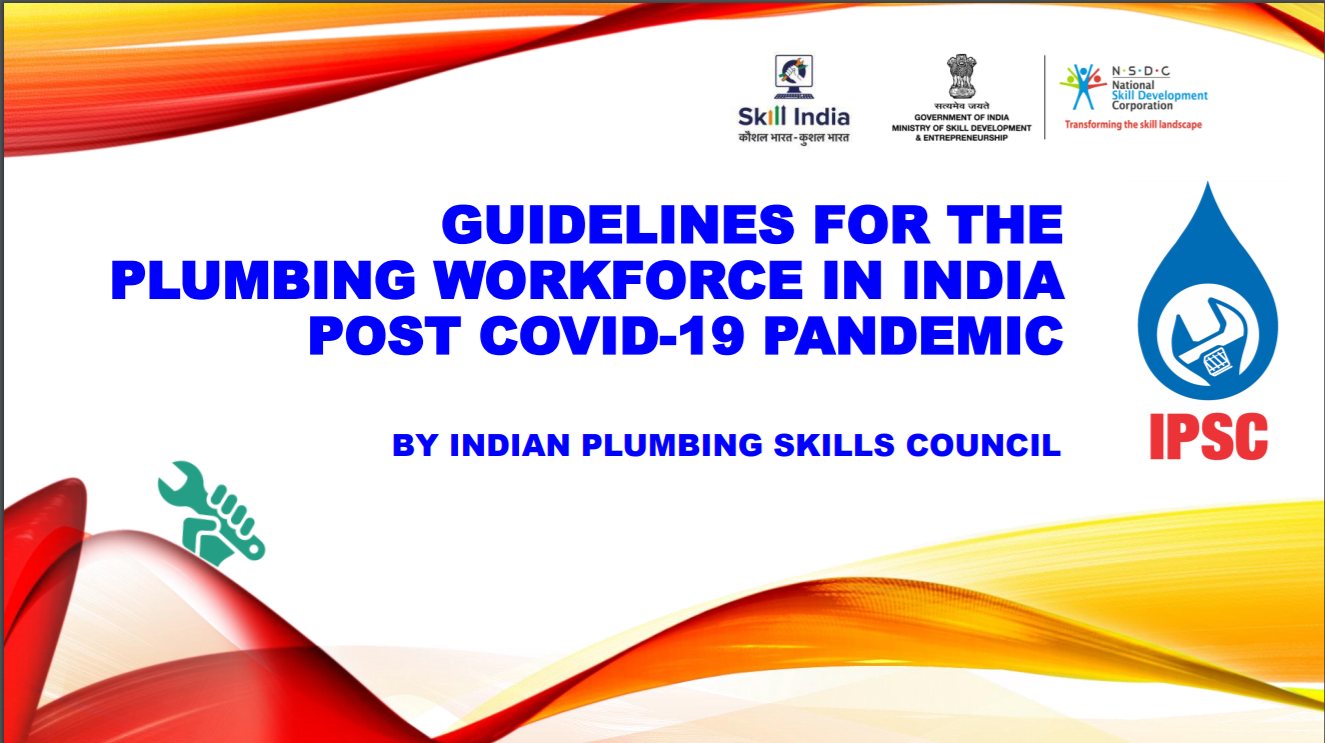 Skill India
कौशल भारत - कुशल भारत
सत्यमेव जयते
GOVERNMENT OF INDIA
MINISTRY OF SKILL DEVELOPMENT
& ENTREPRENEURSHIP
N·S·D·C
National
Skill Development
Corporation
Transforming the skill landscape
GUIDELINES FOR THE
PLUMBING WORKFORCE IN INDIA
POST COVID-19 PANDEMIC
BY INDIAN PLUMBING SKILLS COUNCIL
IPSC